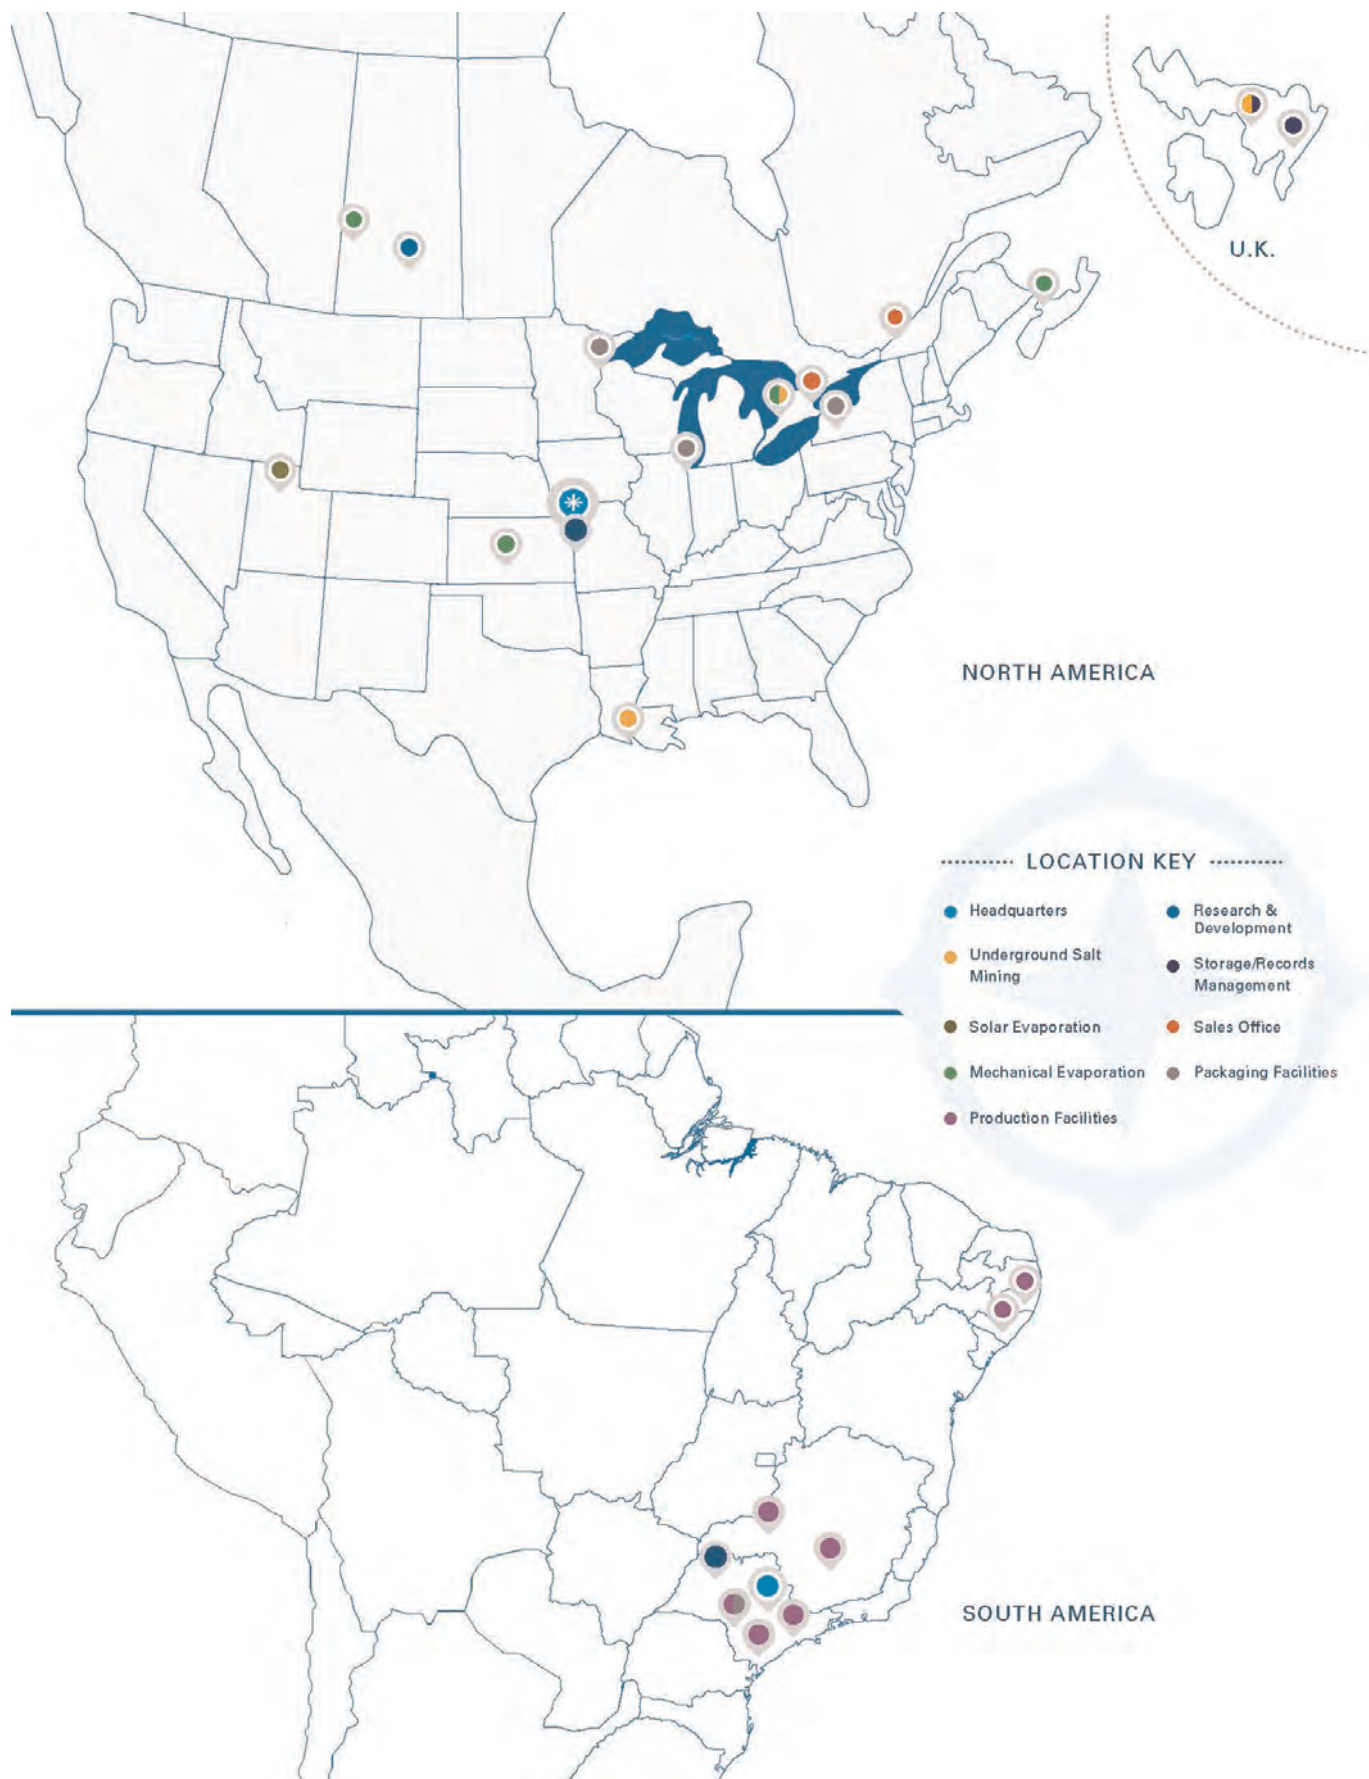 U.K.
NORTH AMERICA
LOCATION KEY
Headquarters
Underground Salt
Mining
Solar Evaporation
Mechanical Evaporation
Production Facilities
Research &
Development
Storage/Records
Management
Sales Office
Packaging Facilities
SOUTH AMERICA